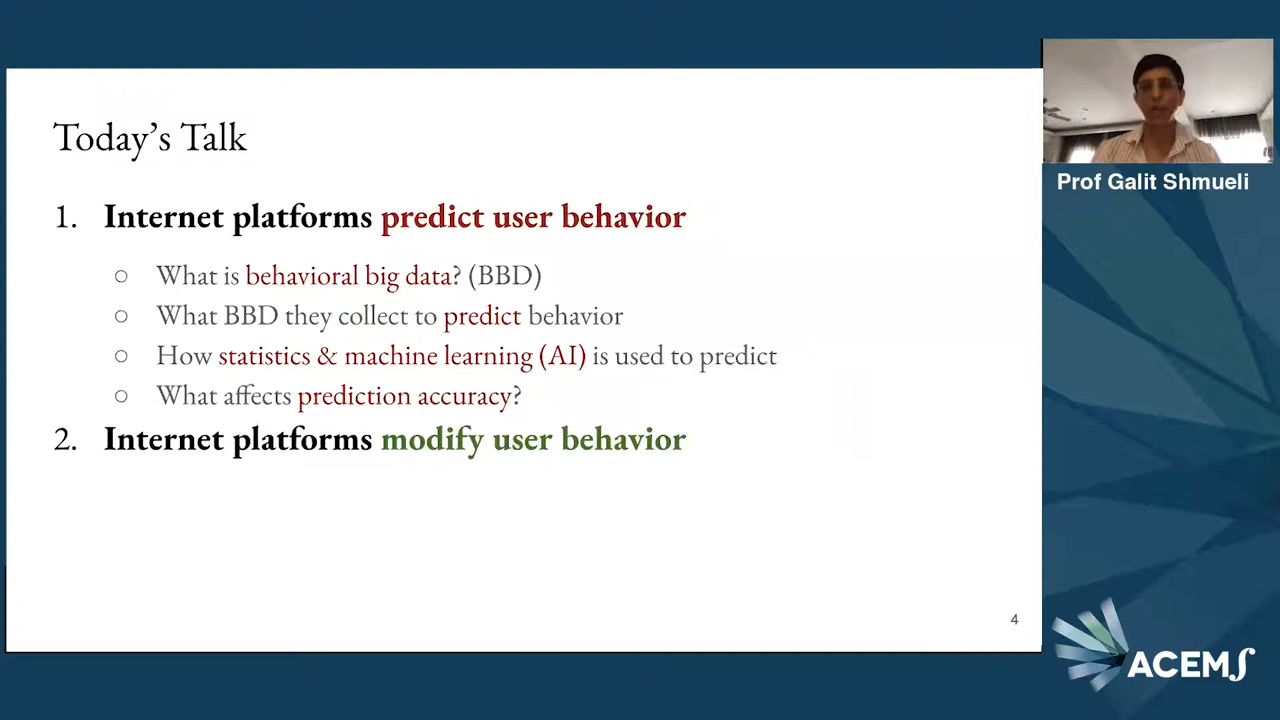 Today's Talk
1. Internet platforms predict user behavior
○ What is behavioral big data? (BBD)
○ What BBD they collect to predict behavior
○ How statistics & machine learning (AI) is used to predict
○ What affects prediction accuracy?
2. Internet platforms modify user behavior
4
Prof Galit Shmueli
ACEMS